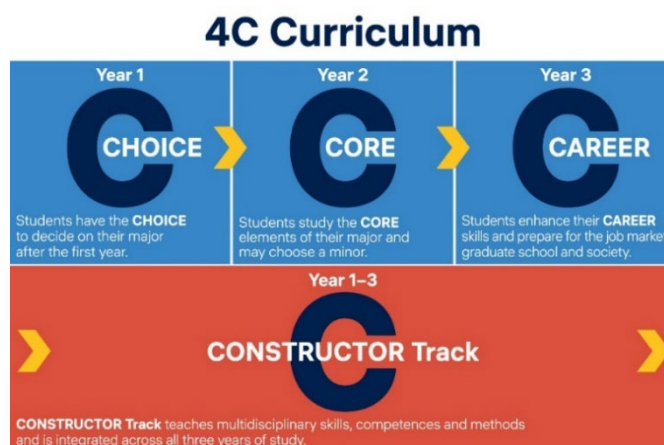 4C Curriculum
Year 1
CHOICE
Students have the CHOICE
to decide on their major
after the first year.
Year 2
CORE
Students study the CORE
elements of their major and
may choose a minor.
Year 3
CAREER
Students enhance their CAREER
skills and prepare for the job market,
graduate school and society.
Year 1–3
CONSTRUCTOR Track
CONSTRUCTOR Track teaches multidisciplinary skills, competences and methods
and is integrated across all three years of study.